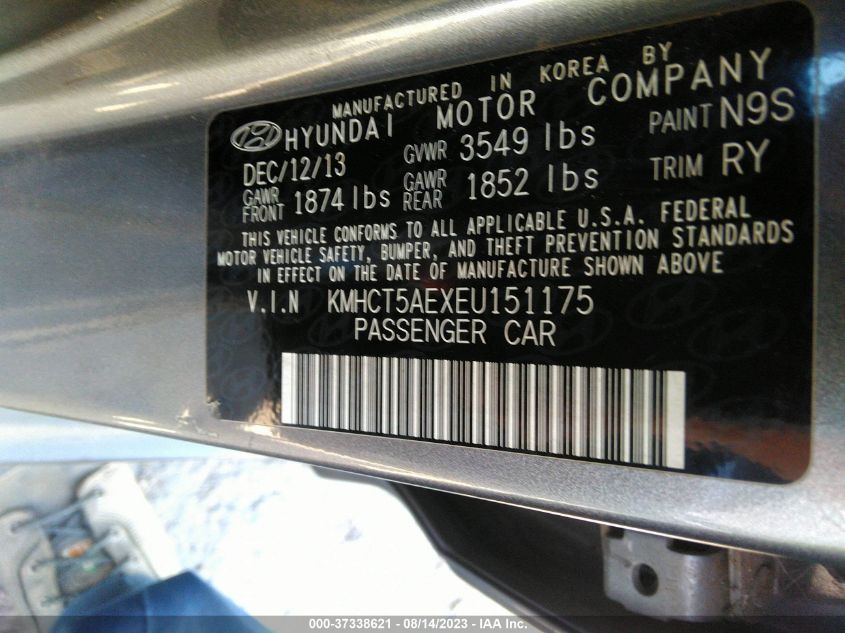 MANUFACTURED IN KOREA BY
HYUNDAI MOTOR COMPANY
DEC/12/13 GVWR 3549 lbs PAINT N9S
GAWR FRONT 1874 lbs GAWR REAR 1852 lbs TRIM RY
THIS VEHICLE CONFORMS TO ALL APPLICABLE U.S.A. FEDERAL
MOTOR VEHICLE SAFETY, BUMPER, AND THEFT PREVENTION STANDARDS
IN EFFECT ON THE DATE OF MANUFACTURE SHOWN ABOVE
V.I.N KMHCT5AEXEU151175
PASSENGER CAR
000-37338621 - 08/14/2023 - IAA Inc.